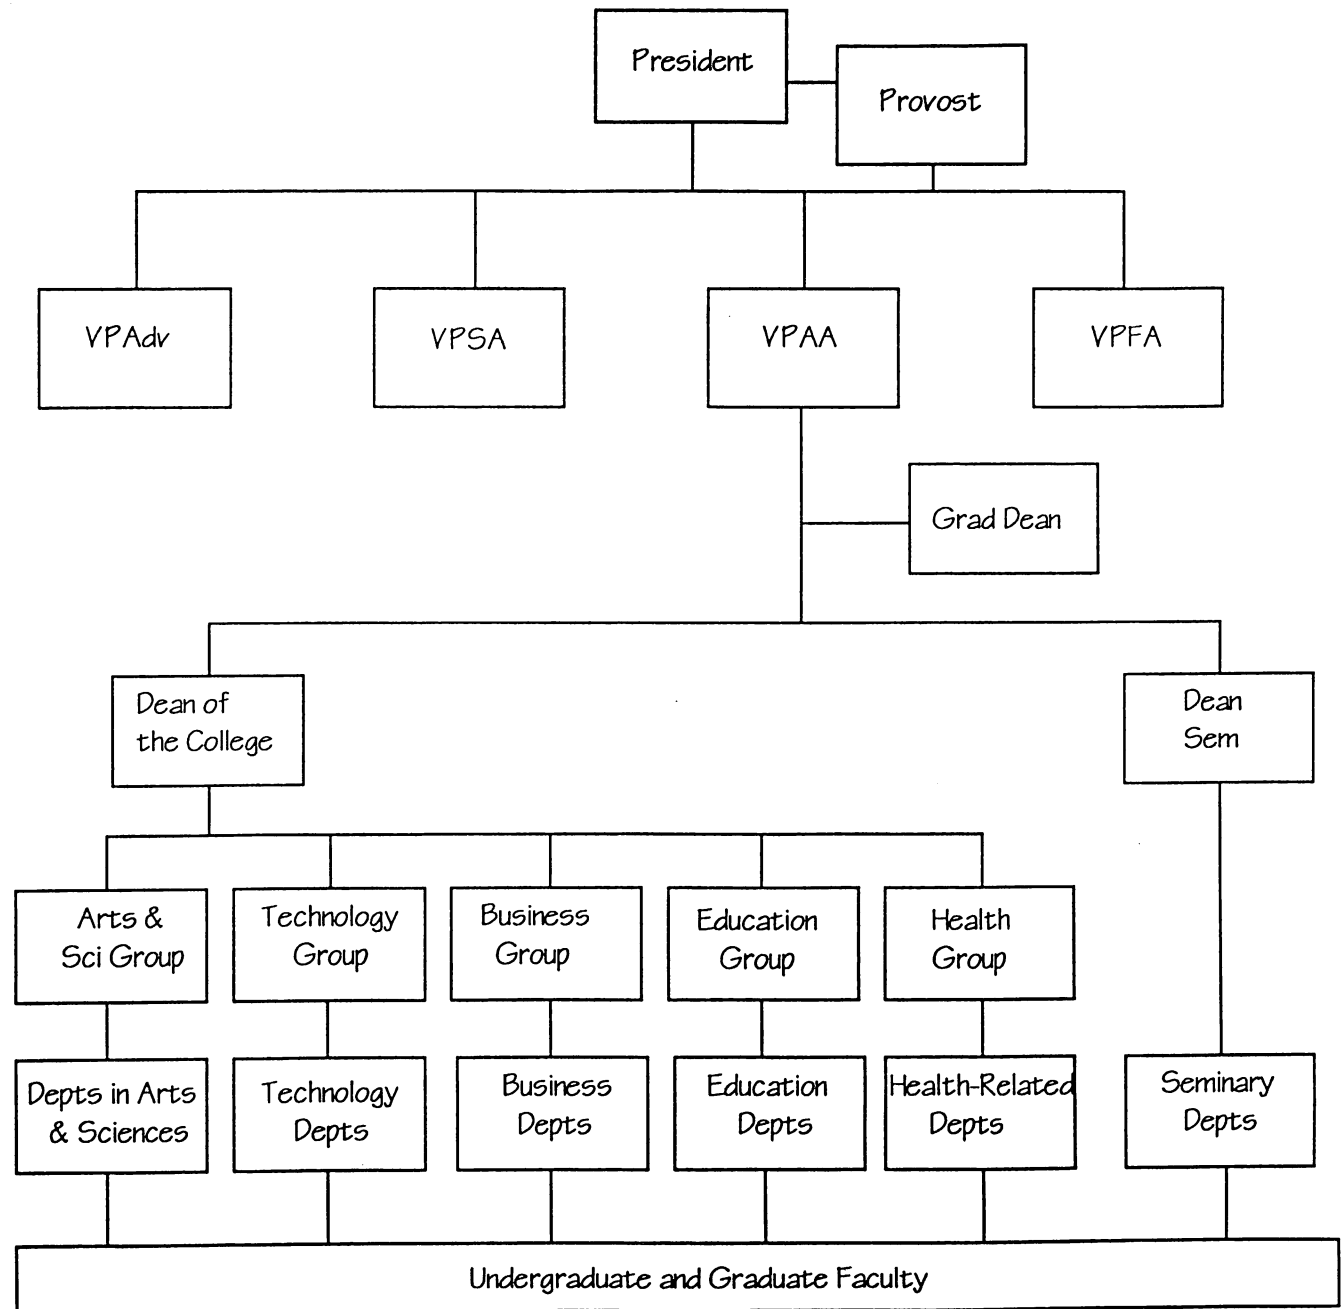 President
Provost
VPAdv
VPSA
VPAA
VPFA
Grad Dean
Dean of
the College
Dean
Sem
Arts &
Sci Group
Technology
Group
Business
Group
Education
Group
Health
Group
Depts in Arts
& Sciences
Technology
Depts
Business
Depts
Education
Depts
Health-Related
Depts
Seminary
Depts
Undergraduate and Graduate Faculty